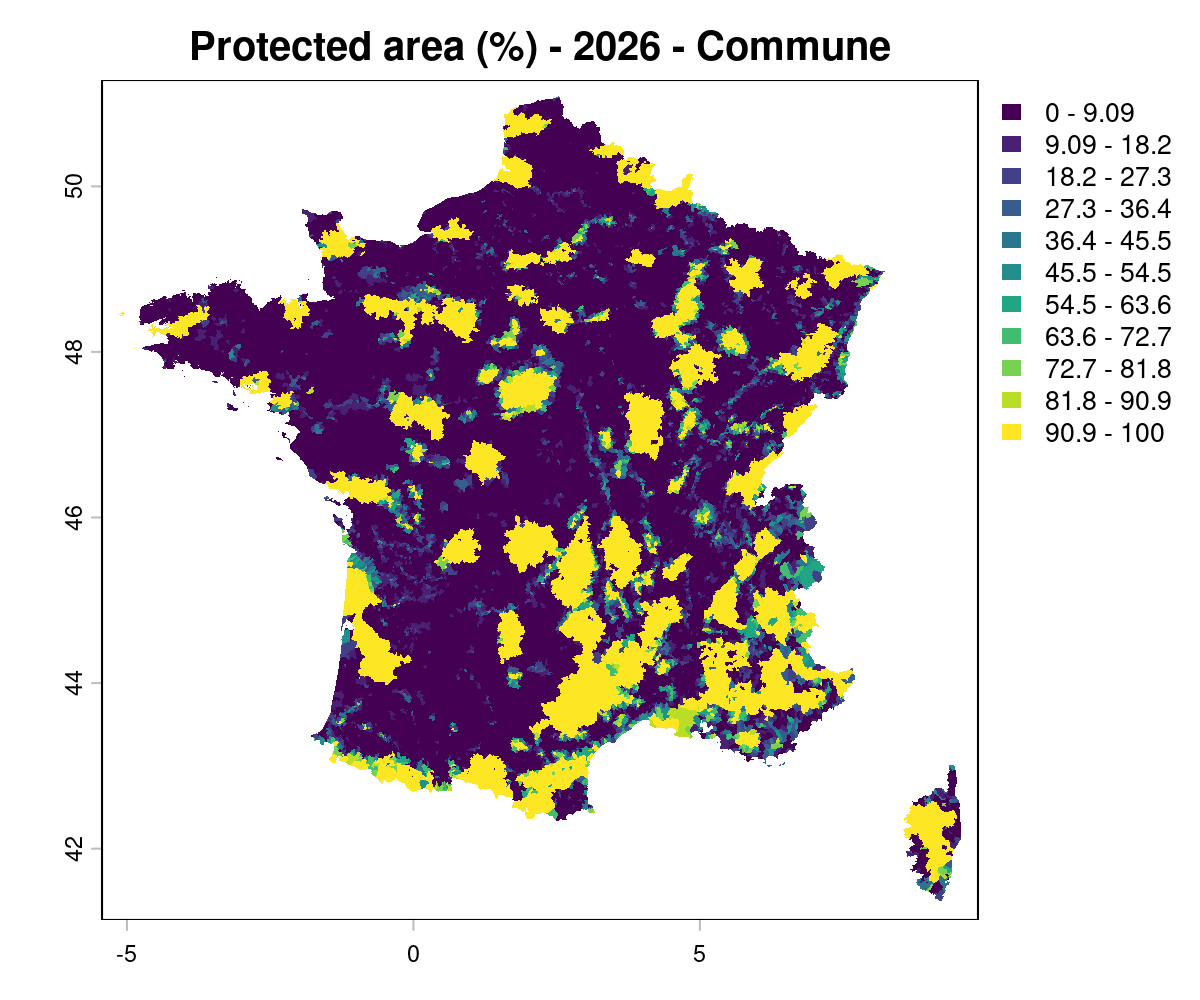 Protected area (%) - 2026 - Commune
0 - 9.09
9.09 - 18.2
18.2 - 27.3
27.3 - 36.4
36.4 - 45.5
45.5 - 54.5
54.5 - 63.6
63.6 - 72.7
72.7 - 81.8
81.8 - 90.9
90.9 - 100
50
48
46
44
42
-5
0
5